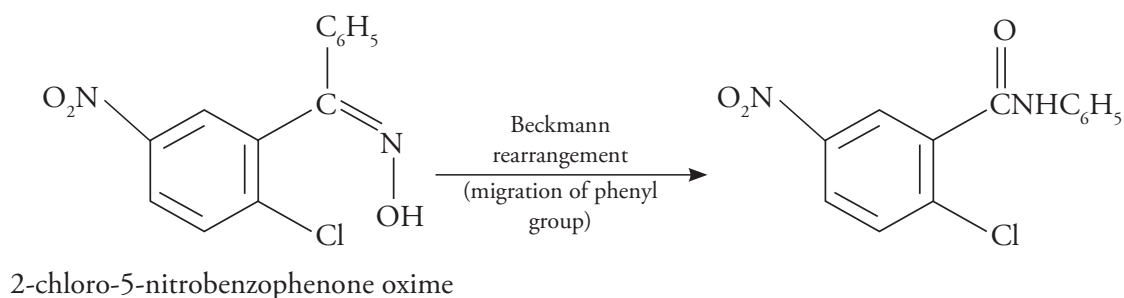 C₆H₅
O₂N
C
N
OH
Cl
2-chloro-5-nitrobenzophenone oxime
Beckmann
rearrangement
(migration of phenyl
group)
O
O₂N
CNHC₆H₅
Cl